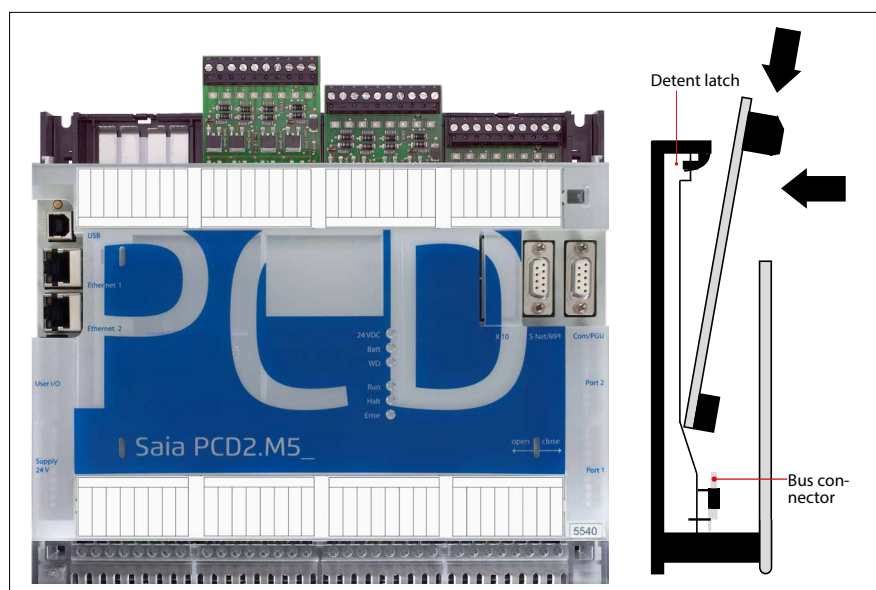 Detent latch
USB
Ethernet 1
Ethernet 2
PCD
24 VDC
Batt
WD
Run
Halt
Error
X 10
S-Net/MPI
Com/PGU
User I/O
Port 2
Saia PCD2.M5_
open
close
Supply
24 V
Port 1
Bus con-
nector
5540